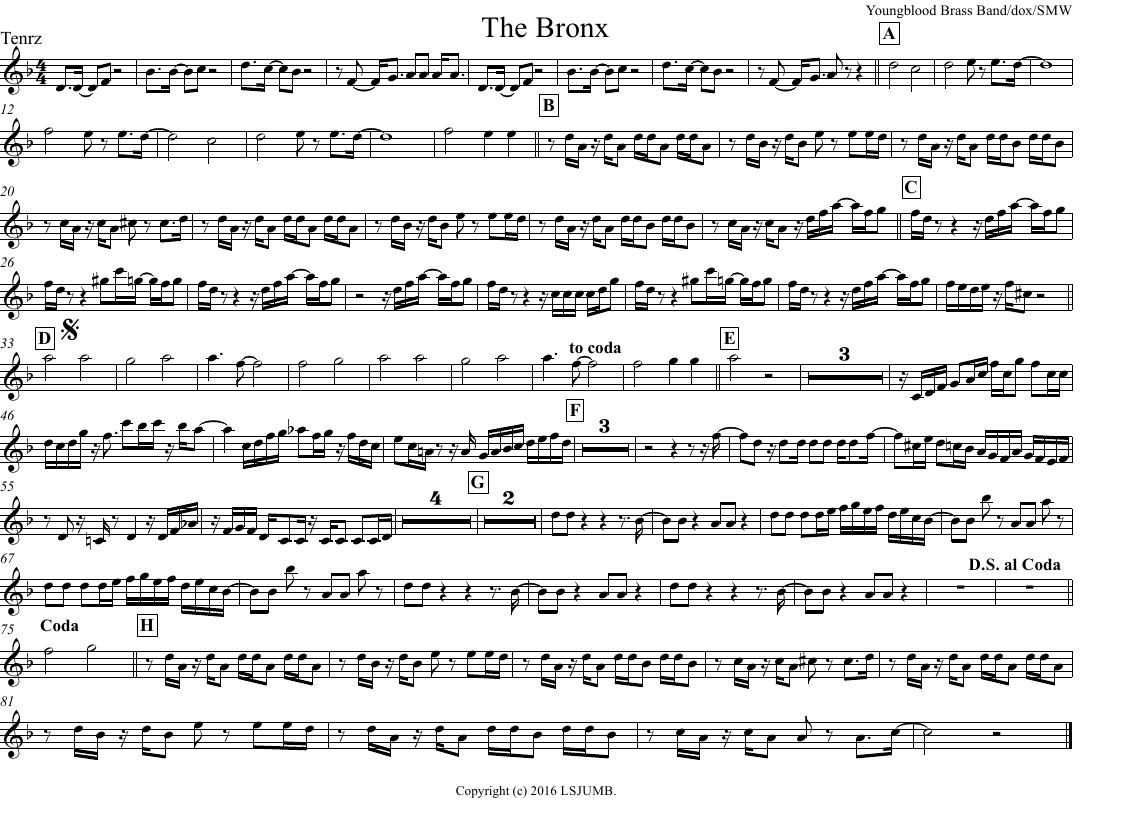 Youngblood Brass Band/dox/SMW
The Bronx
Tenrz
A
12
B
20
C
26
33
D
to coda
E
3
46
F
3
55
4
G
2
67
D.S. al Coda
75
Coda
H
81
Copyright (c) 2016 LSJUMB.